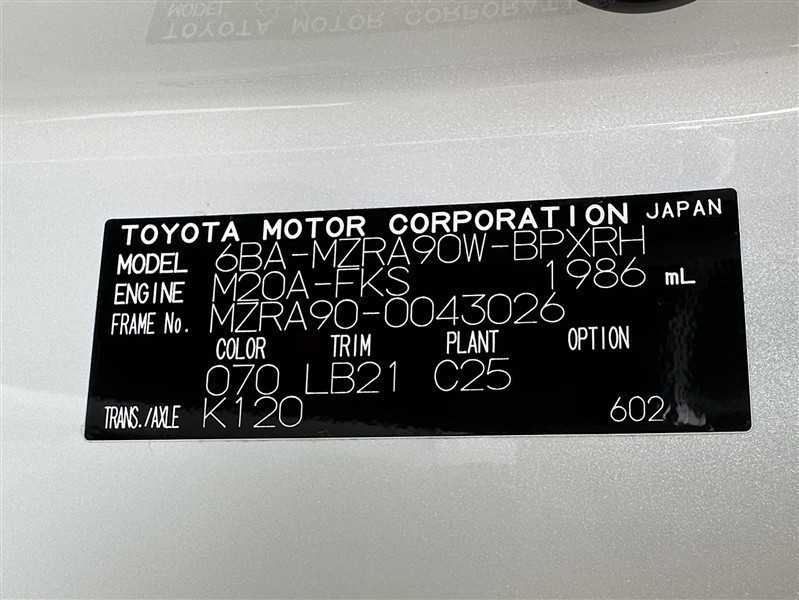 TOYOTA MOTOR CORPORATION JAPAN
MODEL 6BA-MZRA90W-BPXRH
ENGINE M20A-FKS 1986 mL
FRAME No. MZRA90-0043026
COLOR TRIM PLANT OPTION
070 LB21 C25
TRANS./AXLE K120 602